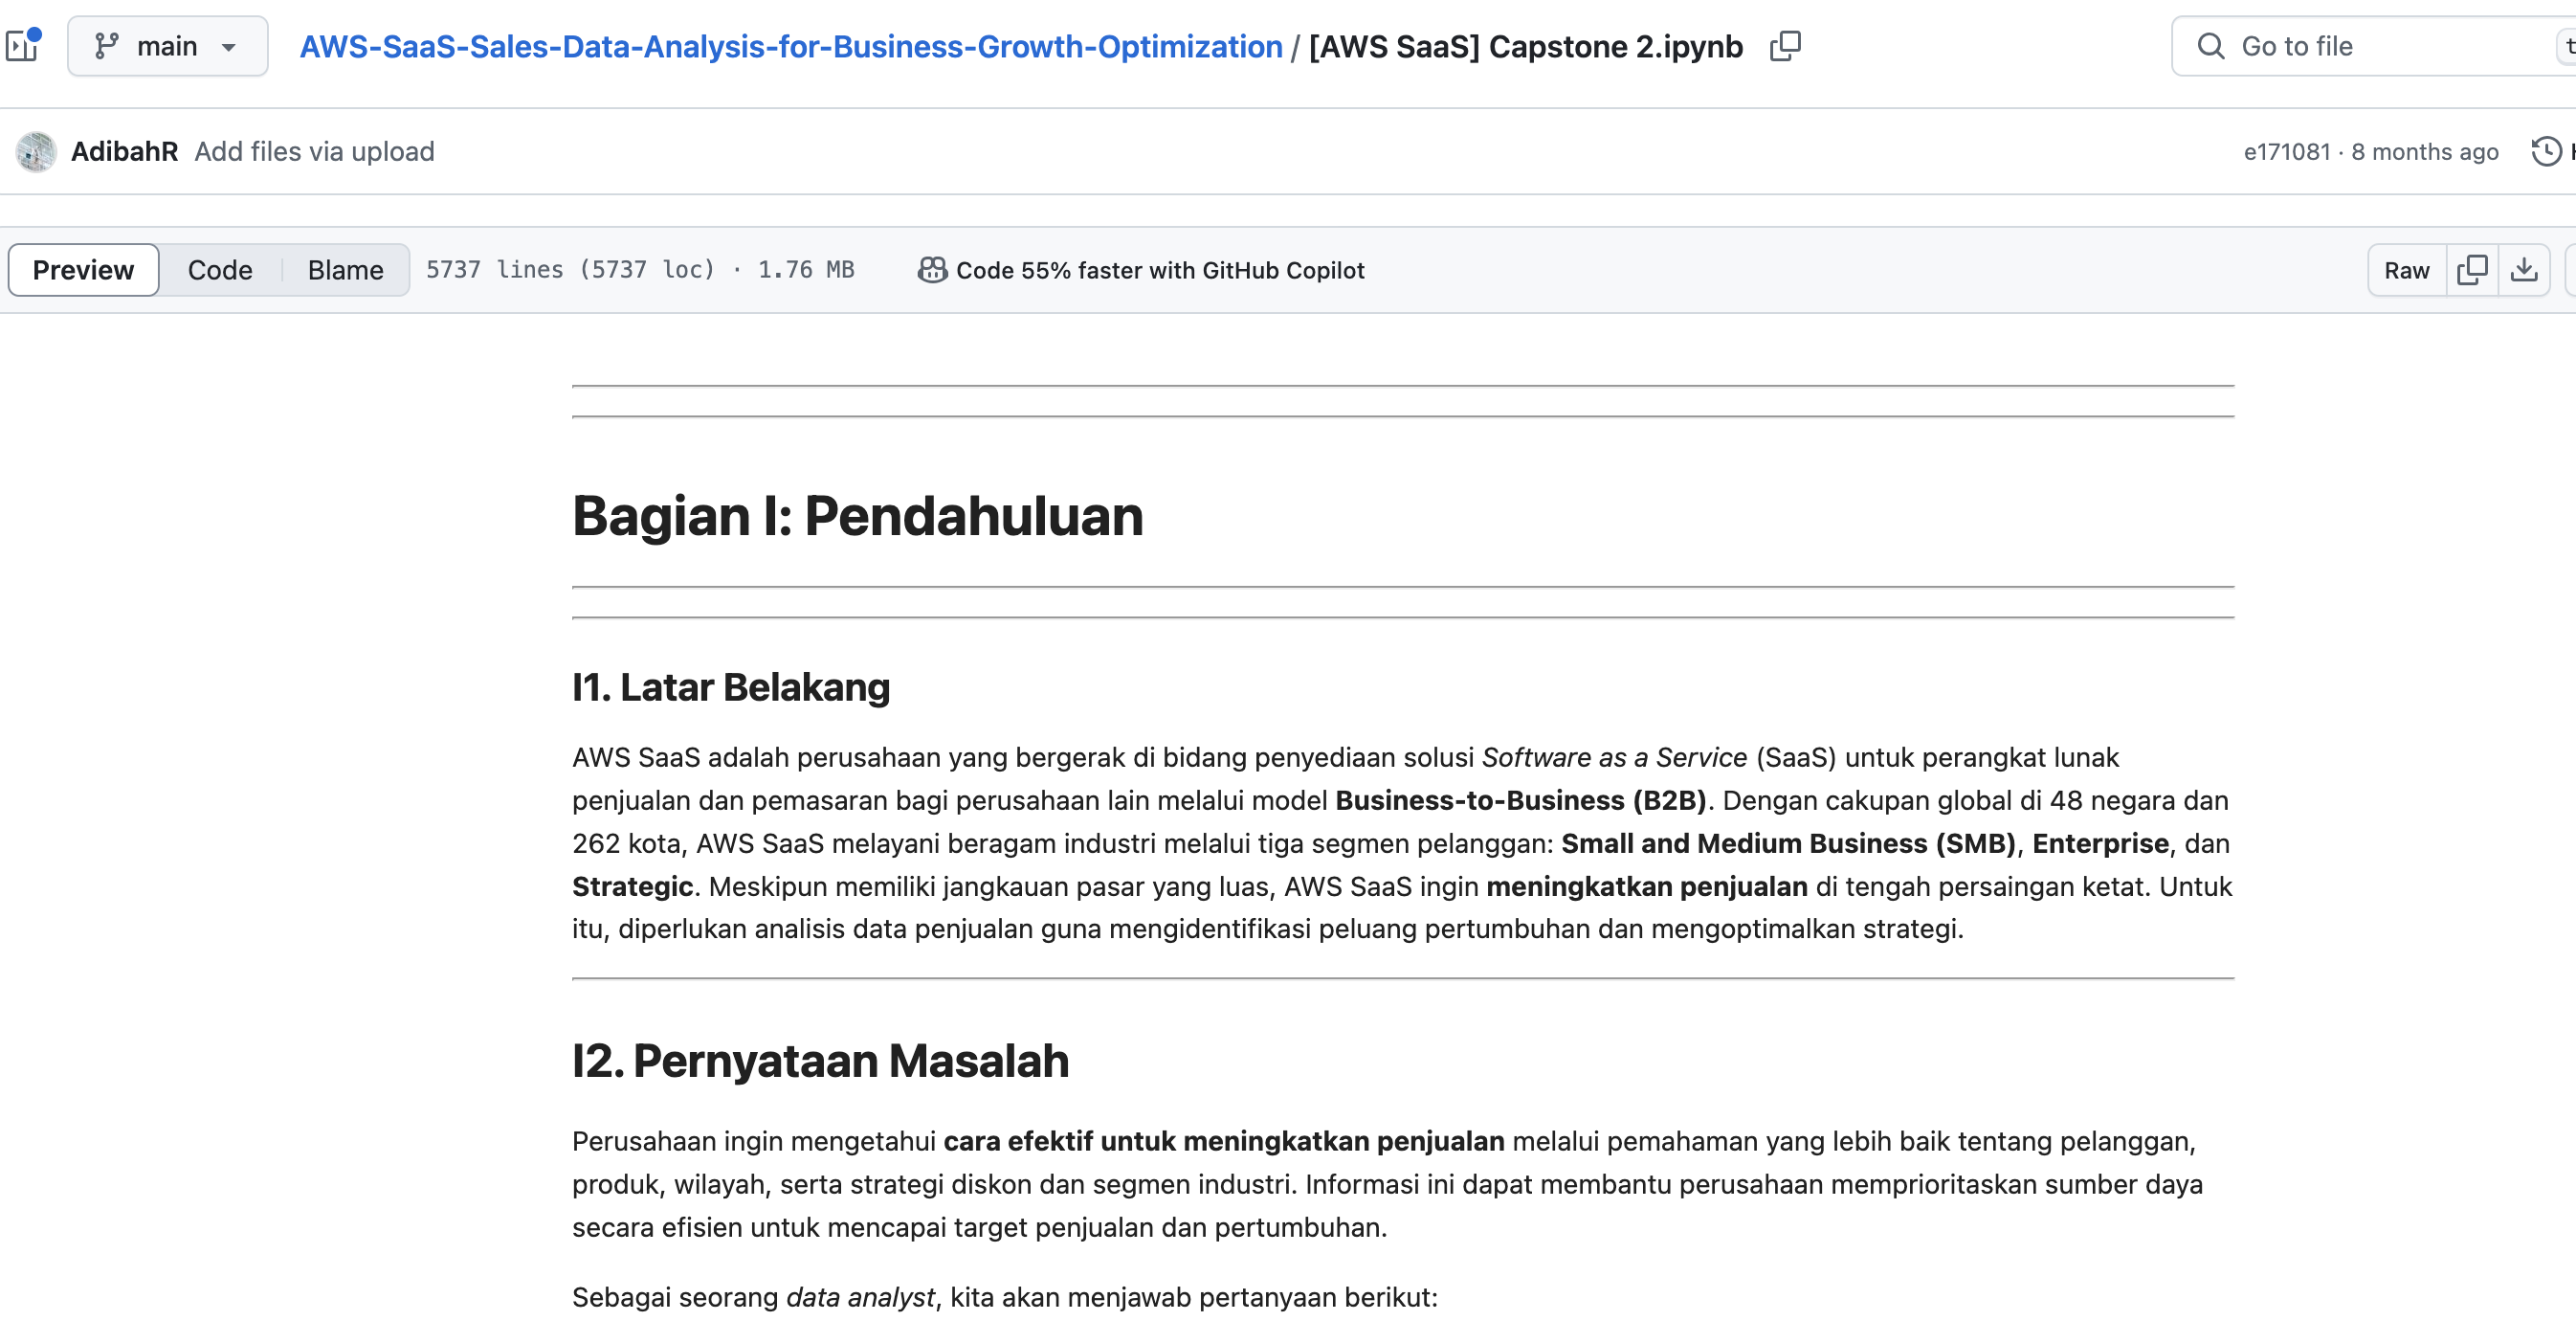 main
AWS-SaaS-Sales-Data-Analysis-for-Business-Growth-Optimization / [AWS SaaS] Capstone 2.ipynb
Go to file
t
AdibahR Add files via upload
e171081 · 8 months ago
Preview Code Blame 5737 lines (5737 loc) · 1.76 MB
Code 55% faster with GitHub Copilot
Raw
Bagian I: Pendahuluan
I1. Latar Belakang
AWS SaaS adalah perusahaan yang bergerak di bidang penyediaan solusi Software as a Service (SaaS) untuk perangkat lunak
penjualan dan pemasaran bagi perusahaan lain melalui model Business-to-Business (B2B). Dengan cakupan global di 48 negara dan
262 kota, AWS SaaS melayani beragam industri melalui tiga segmen pelanggan: Small and Medium Business (SMB), Enterprise, dan
Strategic. Meskipun memiliki jangkauan pasar yang luas, AWS SaaS ingin meningkatkan penjualan di tengah persaingan ketat. Untuk
itu, diperlukan analisis data penjualan guna mengidentifikasi peluang pertumbuhan dan mengoptimalkan strategi.
I2. Pernyataan Masalah
Perusahaan ingin mengetahui cara efektif untuk meningkatkan penjualan melalui pemahaman yang lebih baik tentang pelanggan,
produk, wilayah, serta strategi diskon dan segmen industri. Informasi ini dapat membantu perusahaan memprioritaskan sumber daya
secara efisien untuk mencapai target penjualan dan pertumbuhan.
Sebagai seorang data analyst, kita akan menjawab pertanyaan berikut: